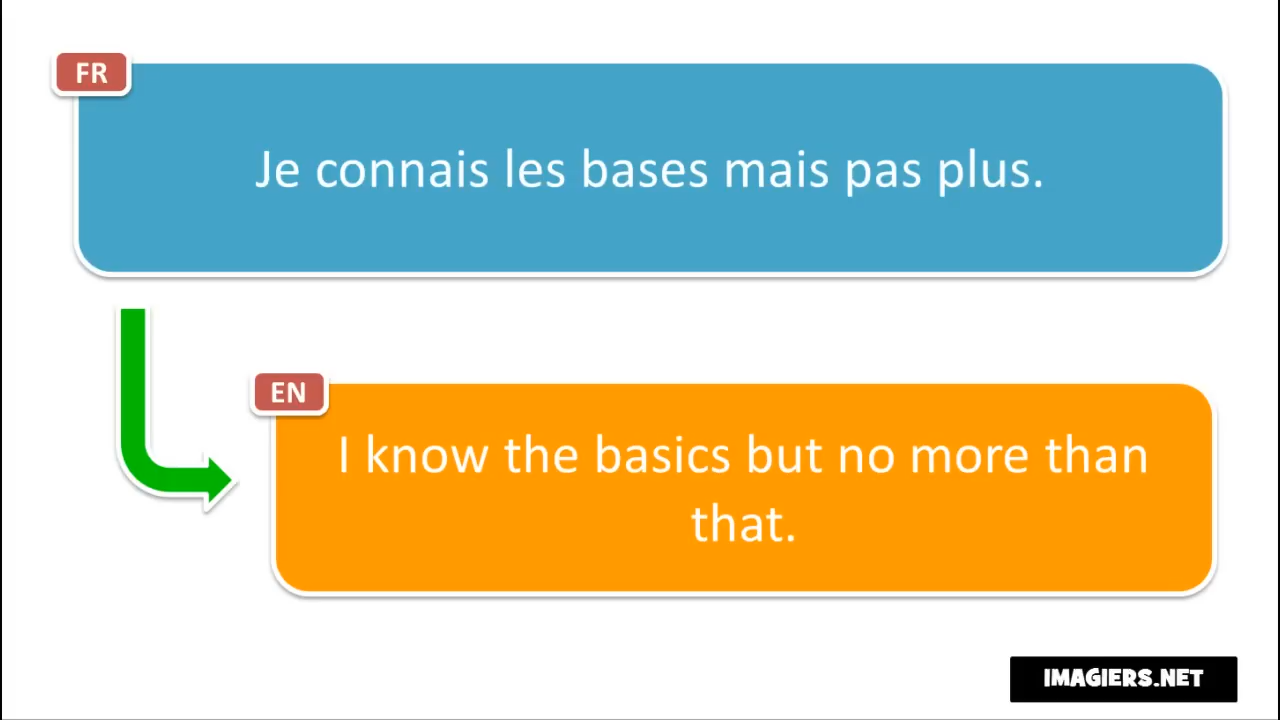 FR
Je connais les bases mais pas plus.
EN
I know the basics but no more than
that.
IMAGIERS.NET